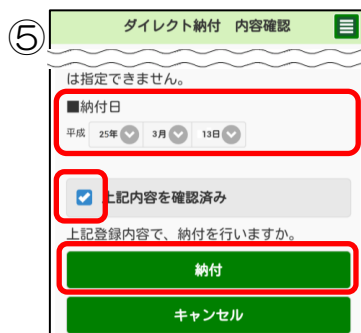 ⑤
ダイレクト納付 内容確認
は指定できません。
■納付日
平成 25年 3月 13日
上記内容を確認済み
上記登録内容で、納付を行いますか。
納付
キャンセル